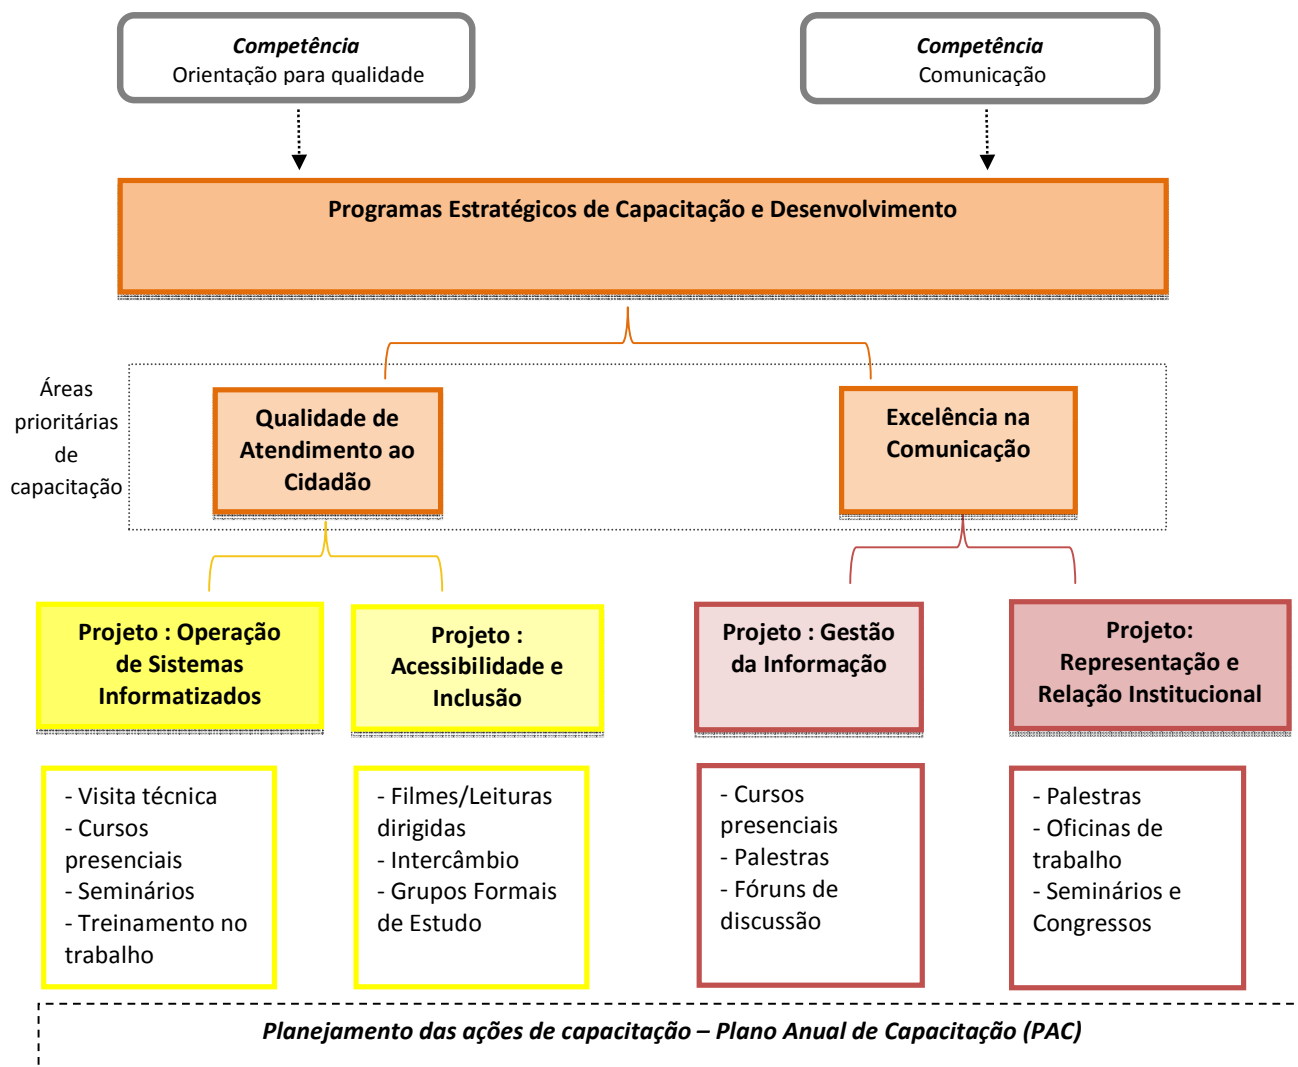 Competência
Orientação para qualidade
Competência
Comunicação
Programas Estratégicos de Capacitação e Desenvolvimento
Áreas
prioritárias
de
capacitação
Qualidade de
Atendimento ao
Cidadão
Excelência na
Comunicação
Projeto : Operação
de Sistemas
Informatizados
Projeto :
Acessibilidade e
Inclusão
Projeto : Gestão
da Informação
Projeto:
Representação e
Relação Institucional
- Visita técnica
- Cursos
presenciais
- Seminários
- Treinamento no
trabalho
- Filmes/Leituras
dirigidas
- Intercâmbio
- Grupos Formais
de Estudo
- Cursos
presenciais
- Palestras
- Fóruns de
discussão
- Palestras
- Oficinas de
trabalho
- Seminários e
Congressos
Planejamento das ações de capacitação – Plano Anual de Capacitação (PAC)